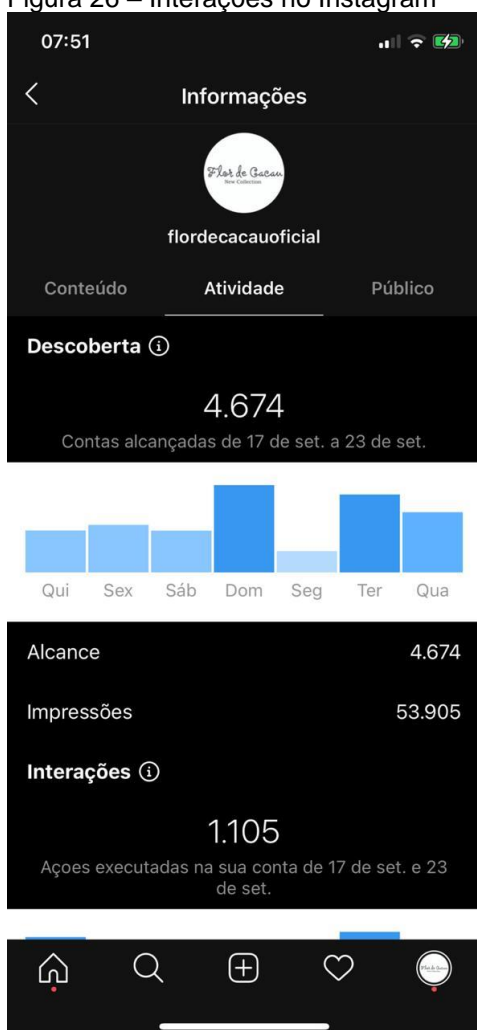 Figura 26 – Interações no Instagram
07:51
Informações
Flor de Cacau
New Collection
flordecacauoficial
Conteúdo Atividade Público
Descoberta
4.674
Contas alcançadas de 17 de set. a 23 de set.
Qui Sex Sáb Dom Seg Ter Qua
Alcance 4.674
Impressões 53.905
Interações
1.105
Açoes executadas na sua conta de 17 de set. e 23
de set.
Flor de Cacau